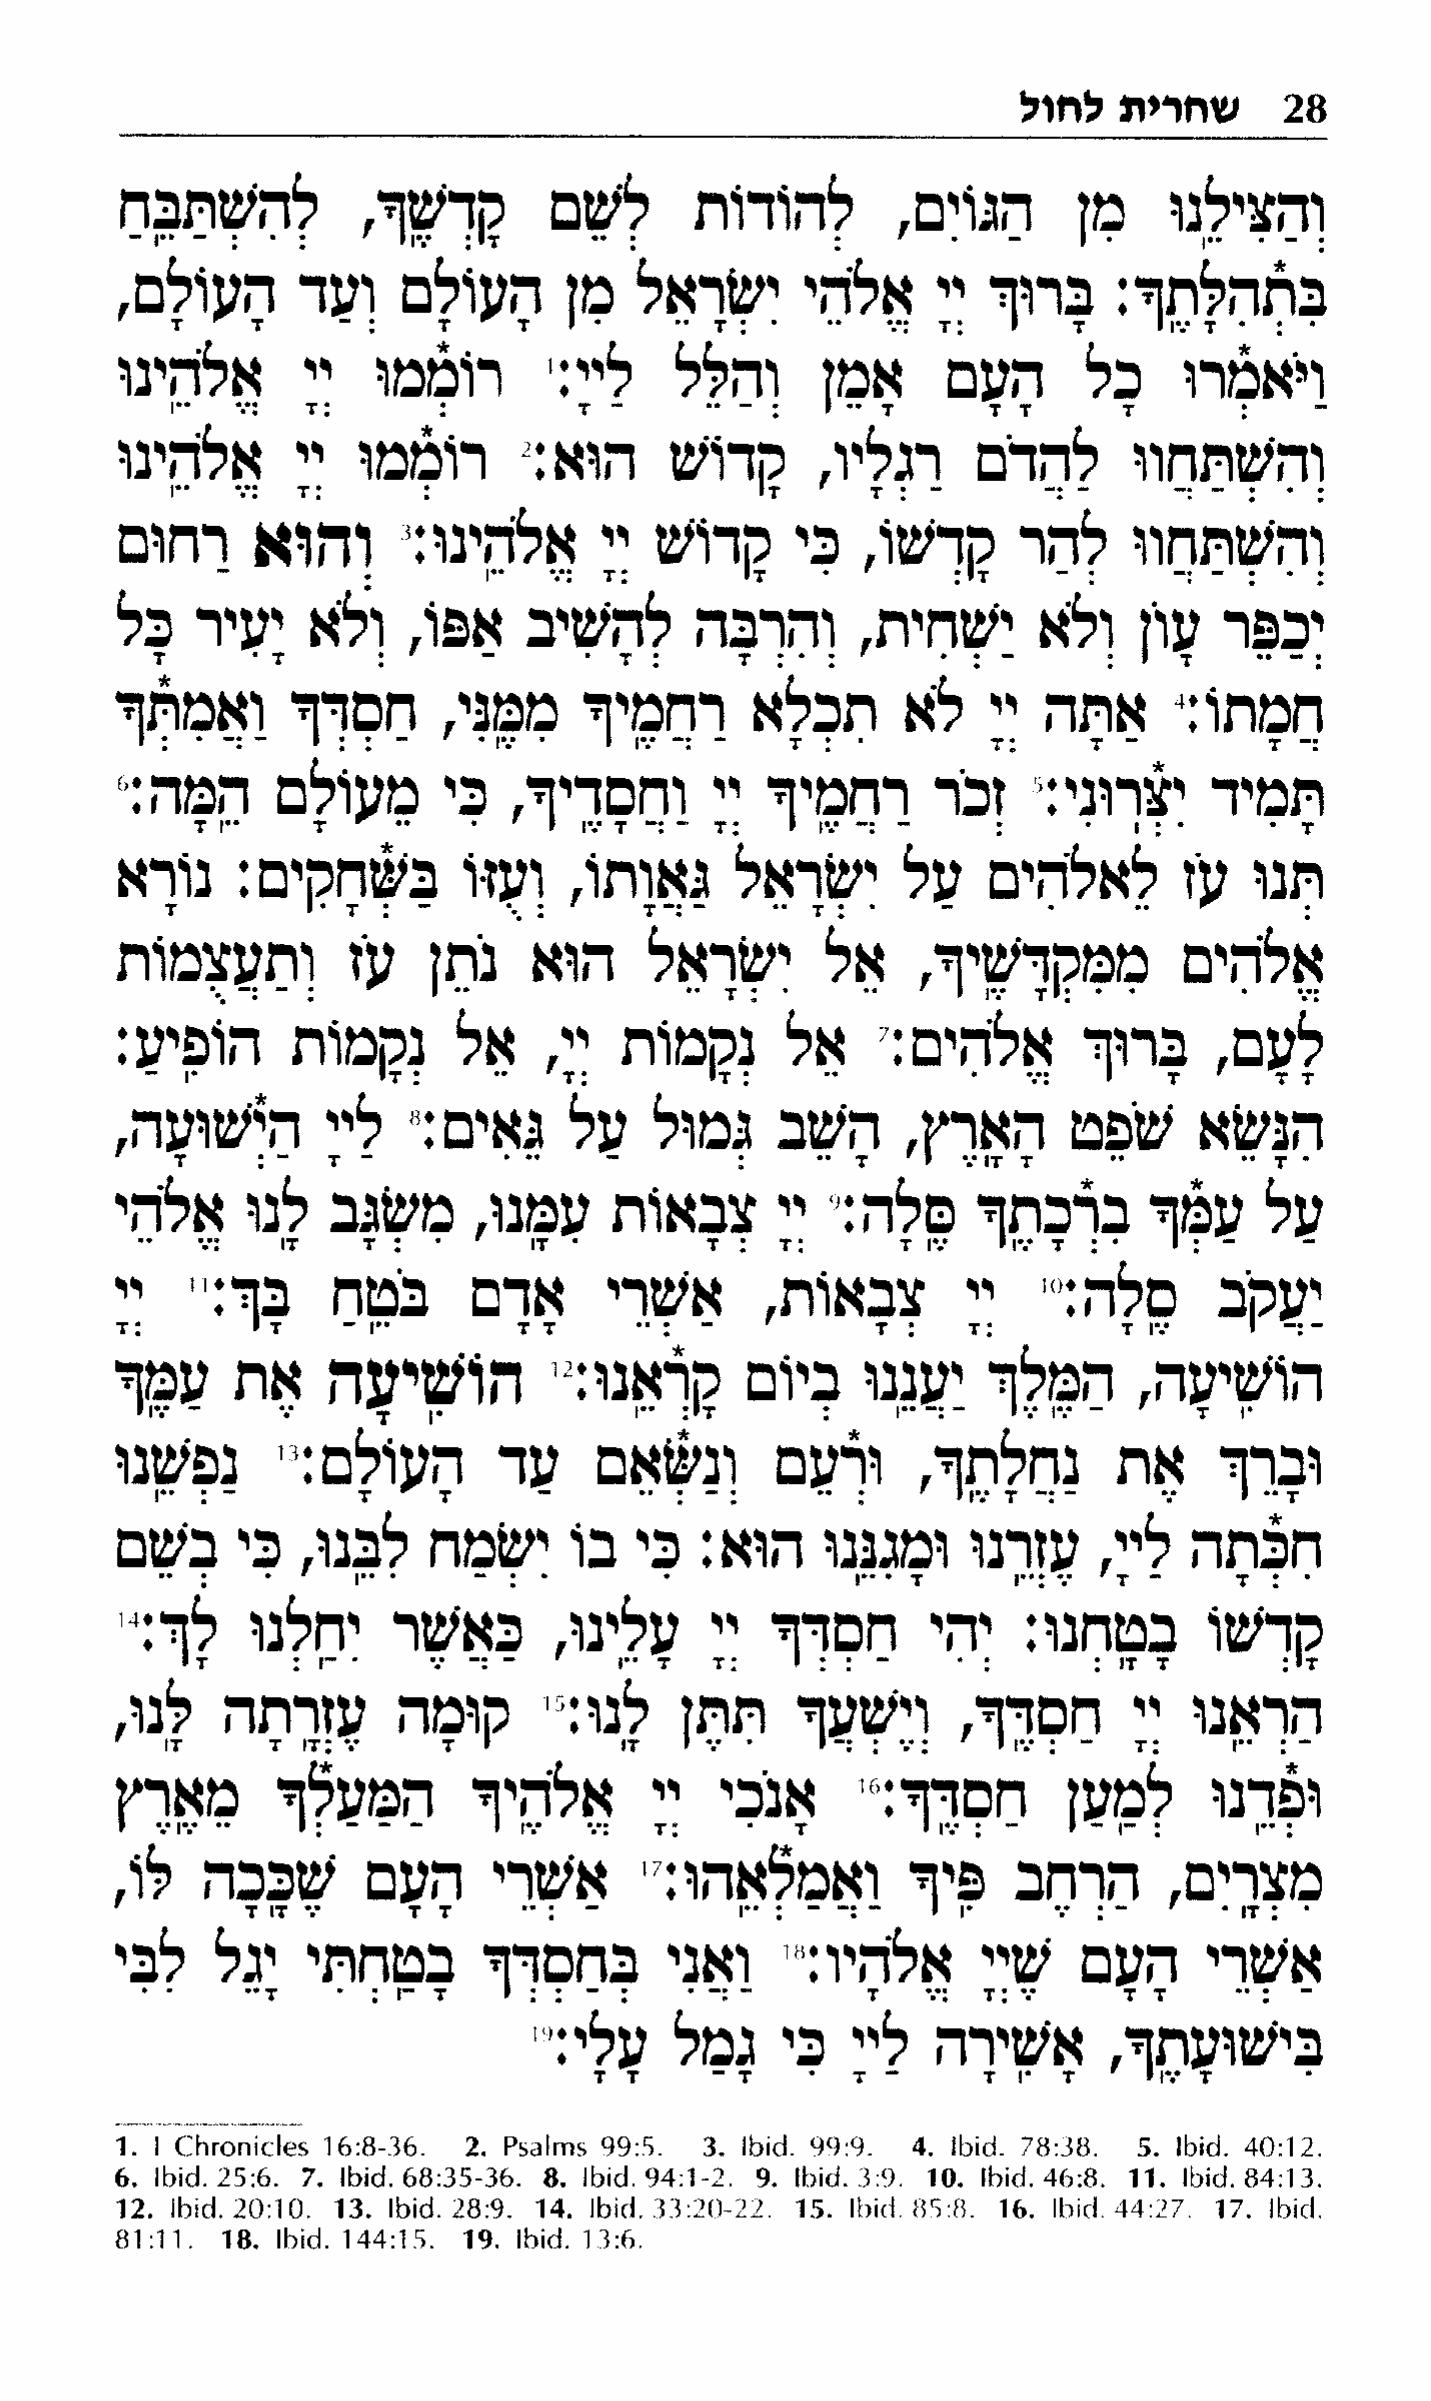 28 שחרית לחול
וְהַצִּילֵֽנוּ מִן הַגּוֹיִם, לְהוֹדוֹת לְשֵׁם קָדְשֶֽׁךָ, לְהִשְׁתַּבֵּֽחַ
בִּתְ֯הִלָּתֶֽךָ: בָּרוּךְ יְיָ אֱלֹהֵי יִשְׂרָאֵל מִן הָעוֹלָם וְעַד הָעוֹלָם,
וַיֹּאמְ֯רוּ כָל הָעָם אָמֵן וְהַלֵּל לַייָ:¹ רוֹמְ֯מוּ יְיָ אֱלֹהֵֽינוּ
וְהִשְׁתַּחֲווּ לַהֲדֹם רַגְלָיו, קָדוֹשׁ הוּא:² רוֹמְ֯מוּ יְיָ אֱלֹהֵֽינוּ
וְהִשְׁתַּחֲווּ לְהַר קָדְשׁוֹ, כִּי קָדוֹשׁ יְיָ אֱלֹהֵֽינוּ:³ וְהוּא רַחוּם
יְכַפֵּר עָוֹן וְלֹא יַשְׁחִית, וְהִרְבָּה לְהָשִׁיב אַפּוֹ, וְלֹא יָעִיר כָּל
חֲמָתוֹ:⁴ אַתָּה יְיָ לֹא תִכְלָא רַחֲמֶֽיךָ מִמֶּֽנִּי, חַסְדְּךָ וַאֲמִתְּ֯ךָ
תָּמִיד יִצְּ֯רֽוּנִי:⁵ זְכֹר רַחֲמֶֽיךָ יְיָ וַחֲסָדֶֽיךָ, כִּי מֵעוֹלָם הֵֽמָּה:⁶
תְּנוּ עֹז לֵאלֹהִים עַל יִשְׂרָאֵל גַּאֲוָתוֹ, וְעֻזּוֹ בַּשְּׁ֯חָקִים: נוֹרָא
אֱלֹהִים מִמִּקְדָּשֶֽׁיךָ, אֵל יִשְׂרָאֵל הוּא נֹתֵן עֹז וְתַעֲצֻמוֹת
לָעָם, בָּרוּךְ אֱלֹהִים:⁷ אֵל נְקָמוֹת יְיָ, אֵל נְקָמוֹת הוֹפִֽיעַ:
הִנָּשֵׂא שֹׁפֵט הָאָֽרֶץ, הָשֵׁב גְּמוּל עַל גֵּאִים:⁸ לַייָ הַיְ֯שׁוּעָה,
עַל עַמְּ֯ךָ בִרְ֯כָתֶֽךָ סֶּֽלָה:⁹ יְיָ צְבָאוֹת עִמָּֽנוּ, מִשְׂגָּב לָֽנוּ אֱלֹהֵי
יַעֲקֹב סֶֽלָה:¹⁰ יְיָ צְבָאוֹת, אַשְׁרֵי אָדָם בֹּטֵֽחַ בָּךְ:¹¹ יְיָ
הוֹשִֽׁיעָה, הַמֶּֽלֶךְ יַעֲנֵֽנוּ בְיוֹם קָרְ֯אֵֽנוּ:¹² הוֹשִֽׁיעָה אֶת עַמֶּֽךָ
וּבָרֵךְ אֶת נַחֲלָתֶֽךָ, וּרְ֯עֵם וְנַשְּׂ֯אֵם עַד הָעוֹלָם:¹³ נַפְשֵֽׁנוּ
חִכְּ֯תָה לַייָ, עֶזְרֵֽנוּ וּמָגִנֵּֽנוּ הוּא: כִּי בוֹ יִשְׂמַח לִבֵּֽנוּ, כִּי בְשֵׁם
קָדְשׁוֹ בָטָֽחְנוּ: יְהִי חַסְדְּךָ יְיָ עָלֵֽינוּ, כַּאֲשֶׁר יִחַֽלְנוּ לָךְ:¹⁴
הַרְאֵֽנוּ יְיָ חַסְדֶּֽךָ, וְיֶשְׁעֲךָ תִּתֶּן לָֽנוּ:¹⁵ קוּמָה עֶזְרָֽתָה לָּֽנוּ,
וּפְ֯דֵֽנוּ לְמַֽעַן חַסְדֶּֽךָ:¹⁶ אָנֹכִי יְיָ אֱלֹהֶֽיךָ הַמַּעַלְ֯ךָ מֵאֶֽרֶץ
מִצְרָֽיִם, הַרְחֶב פִּֽיךָ וַאֲמַלְ֯אֵֽהוּ:¹⁷ אַשְׁרֵי הָעָם שֶׁכָּֽכָה לּוֹ,
אַשְׁרֵי הָעָם שֶׁיְיָ אֱלֹהָיו:¹⁸ וַאֲנִי בְּחַסְדְּךָ בָטַֽחְתִּי יָגֵל לִבִּי
בִּישׁוּעָתֶֽךָ, אָשִֽׁירָה לַייָ כִּי גָמַל עָלָי:¹⁹
1. I Chronicles 16:8-36. 2. Psalms 99:5. 3. Ibid. 99:9. 4. Ibid. 78:38. 5. Ibid. 40:12.
6. Ibid. 25:6. 7. Ibid. 68:35-36. 8. Ibid. 94:1-2. 9. Ibid. 3:9. 10. Ibid. 46:8. 11. Ibid. 84:13.
12. Ibid. 20:10. 13. Ibid. 28:9. 14. Ibid. 33:20-22. 15. Ibid. 85:8. 16. Ibid. 44:27. 17. Ibid.
81:11. 18. Ibid. 144:15. 19. Ibid. 13:6.